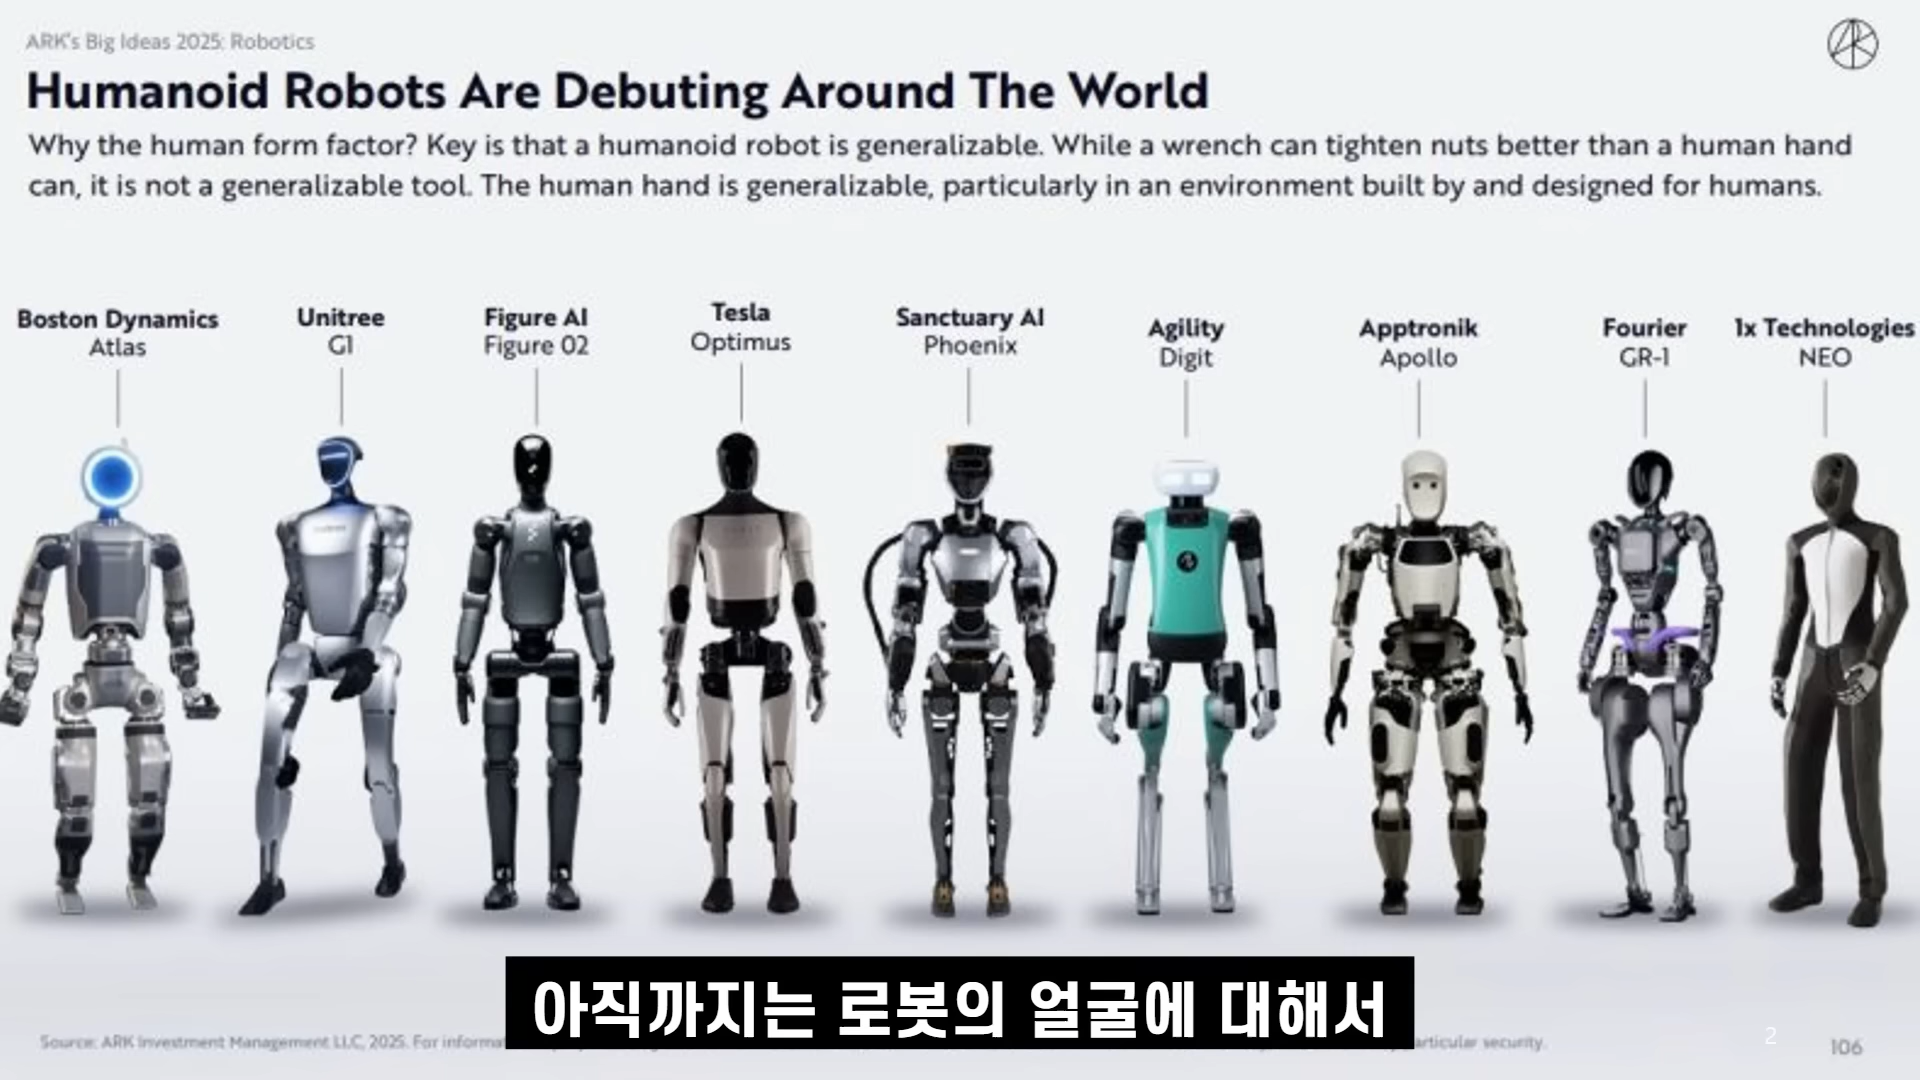 ARK's Big Ideas 2025: Robotics
Humanoid Robots Are Debuting Around The World
Why the human form factor? Key is that a humanoid robot is generalizable. While a wrench can tighten nuts better than a human hand
can, it is not a generalizable tool. The human hand is generalizable, particularly in an environment built by and designed for humans.
Boston Dynamics
Atlas
Unitree
G1
Figure AI
Figure 02
Tesla
Optimus
Sanctuary AI
Phoenix
Agility
Digit
Apptronik
Apollo
Fourier
GR-1
1x Technologies
NEO
아직까지는 로봇의 얼굴에 대해서
Source: ARK Investment Management LLC, 2025. For security.
2
106